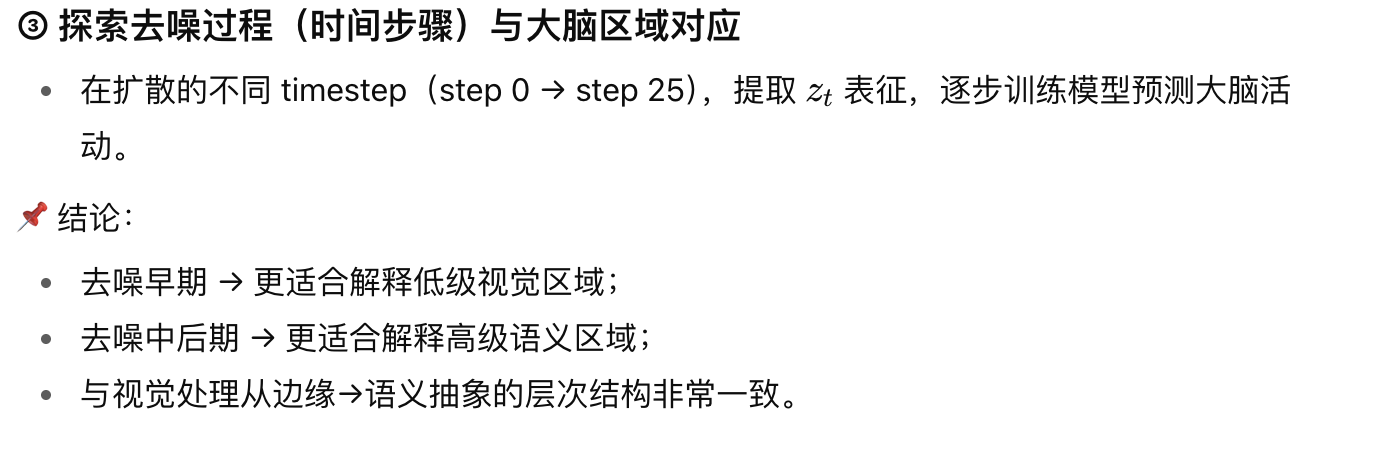 ③ 探索去噪过程（时间步骤）与大脑区域对应
• 在扩散的不同 timestep（step 0 → step 25），提取 z_t 表征，逐步训练模型预测大脑活
动。
📌 结论：
• 去噪早期 → 更适合解释低级视觉区域；
• 去噪中后期 → 更适合解释高级语义区域；
• 与视觉处理从边缘→语义抽象的层次结构非常一致。